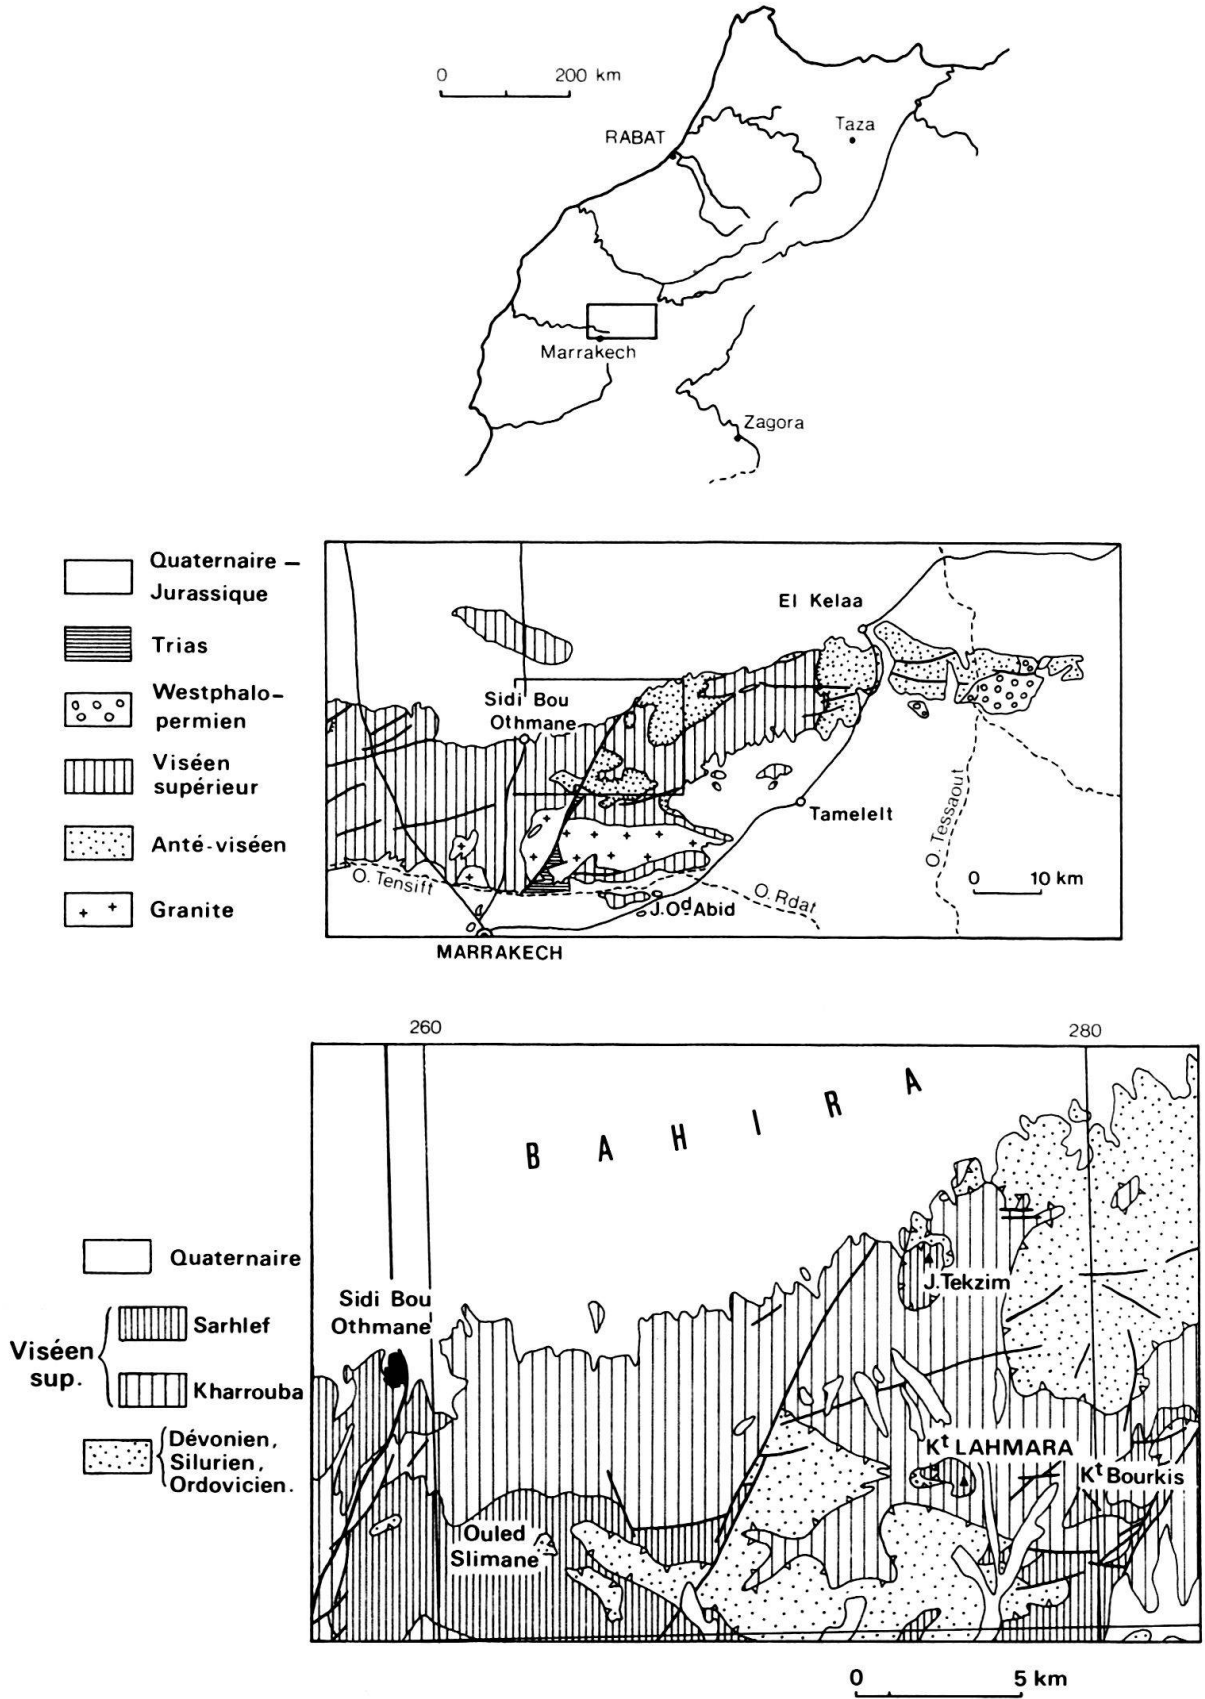 0 200 km
RABAT
Taza
Marrakech
Zagora
Quaternaire –
Jurassique
Trias
Westphalo-
permien
Viséen
supérieur
Anté-viséen
Granite
El Kelaa
Sidi Bou
Othmane
Tamelelt
O. Tessaout
O. Tensift
O. Rdat
J.O.d Abid
0 10 km
MARRAKECH
260
280
BAHIRA
Quaternaire
Viséen
sup.
Sarhlef
Kharrouba
Dévonien,
Silurien,
Ordovicien.
Sidi Bou
Othmane
J.Tekzim
Kt LAHMARA
Kt Bourkis
Ouled
Slimane
0 5 km